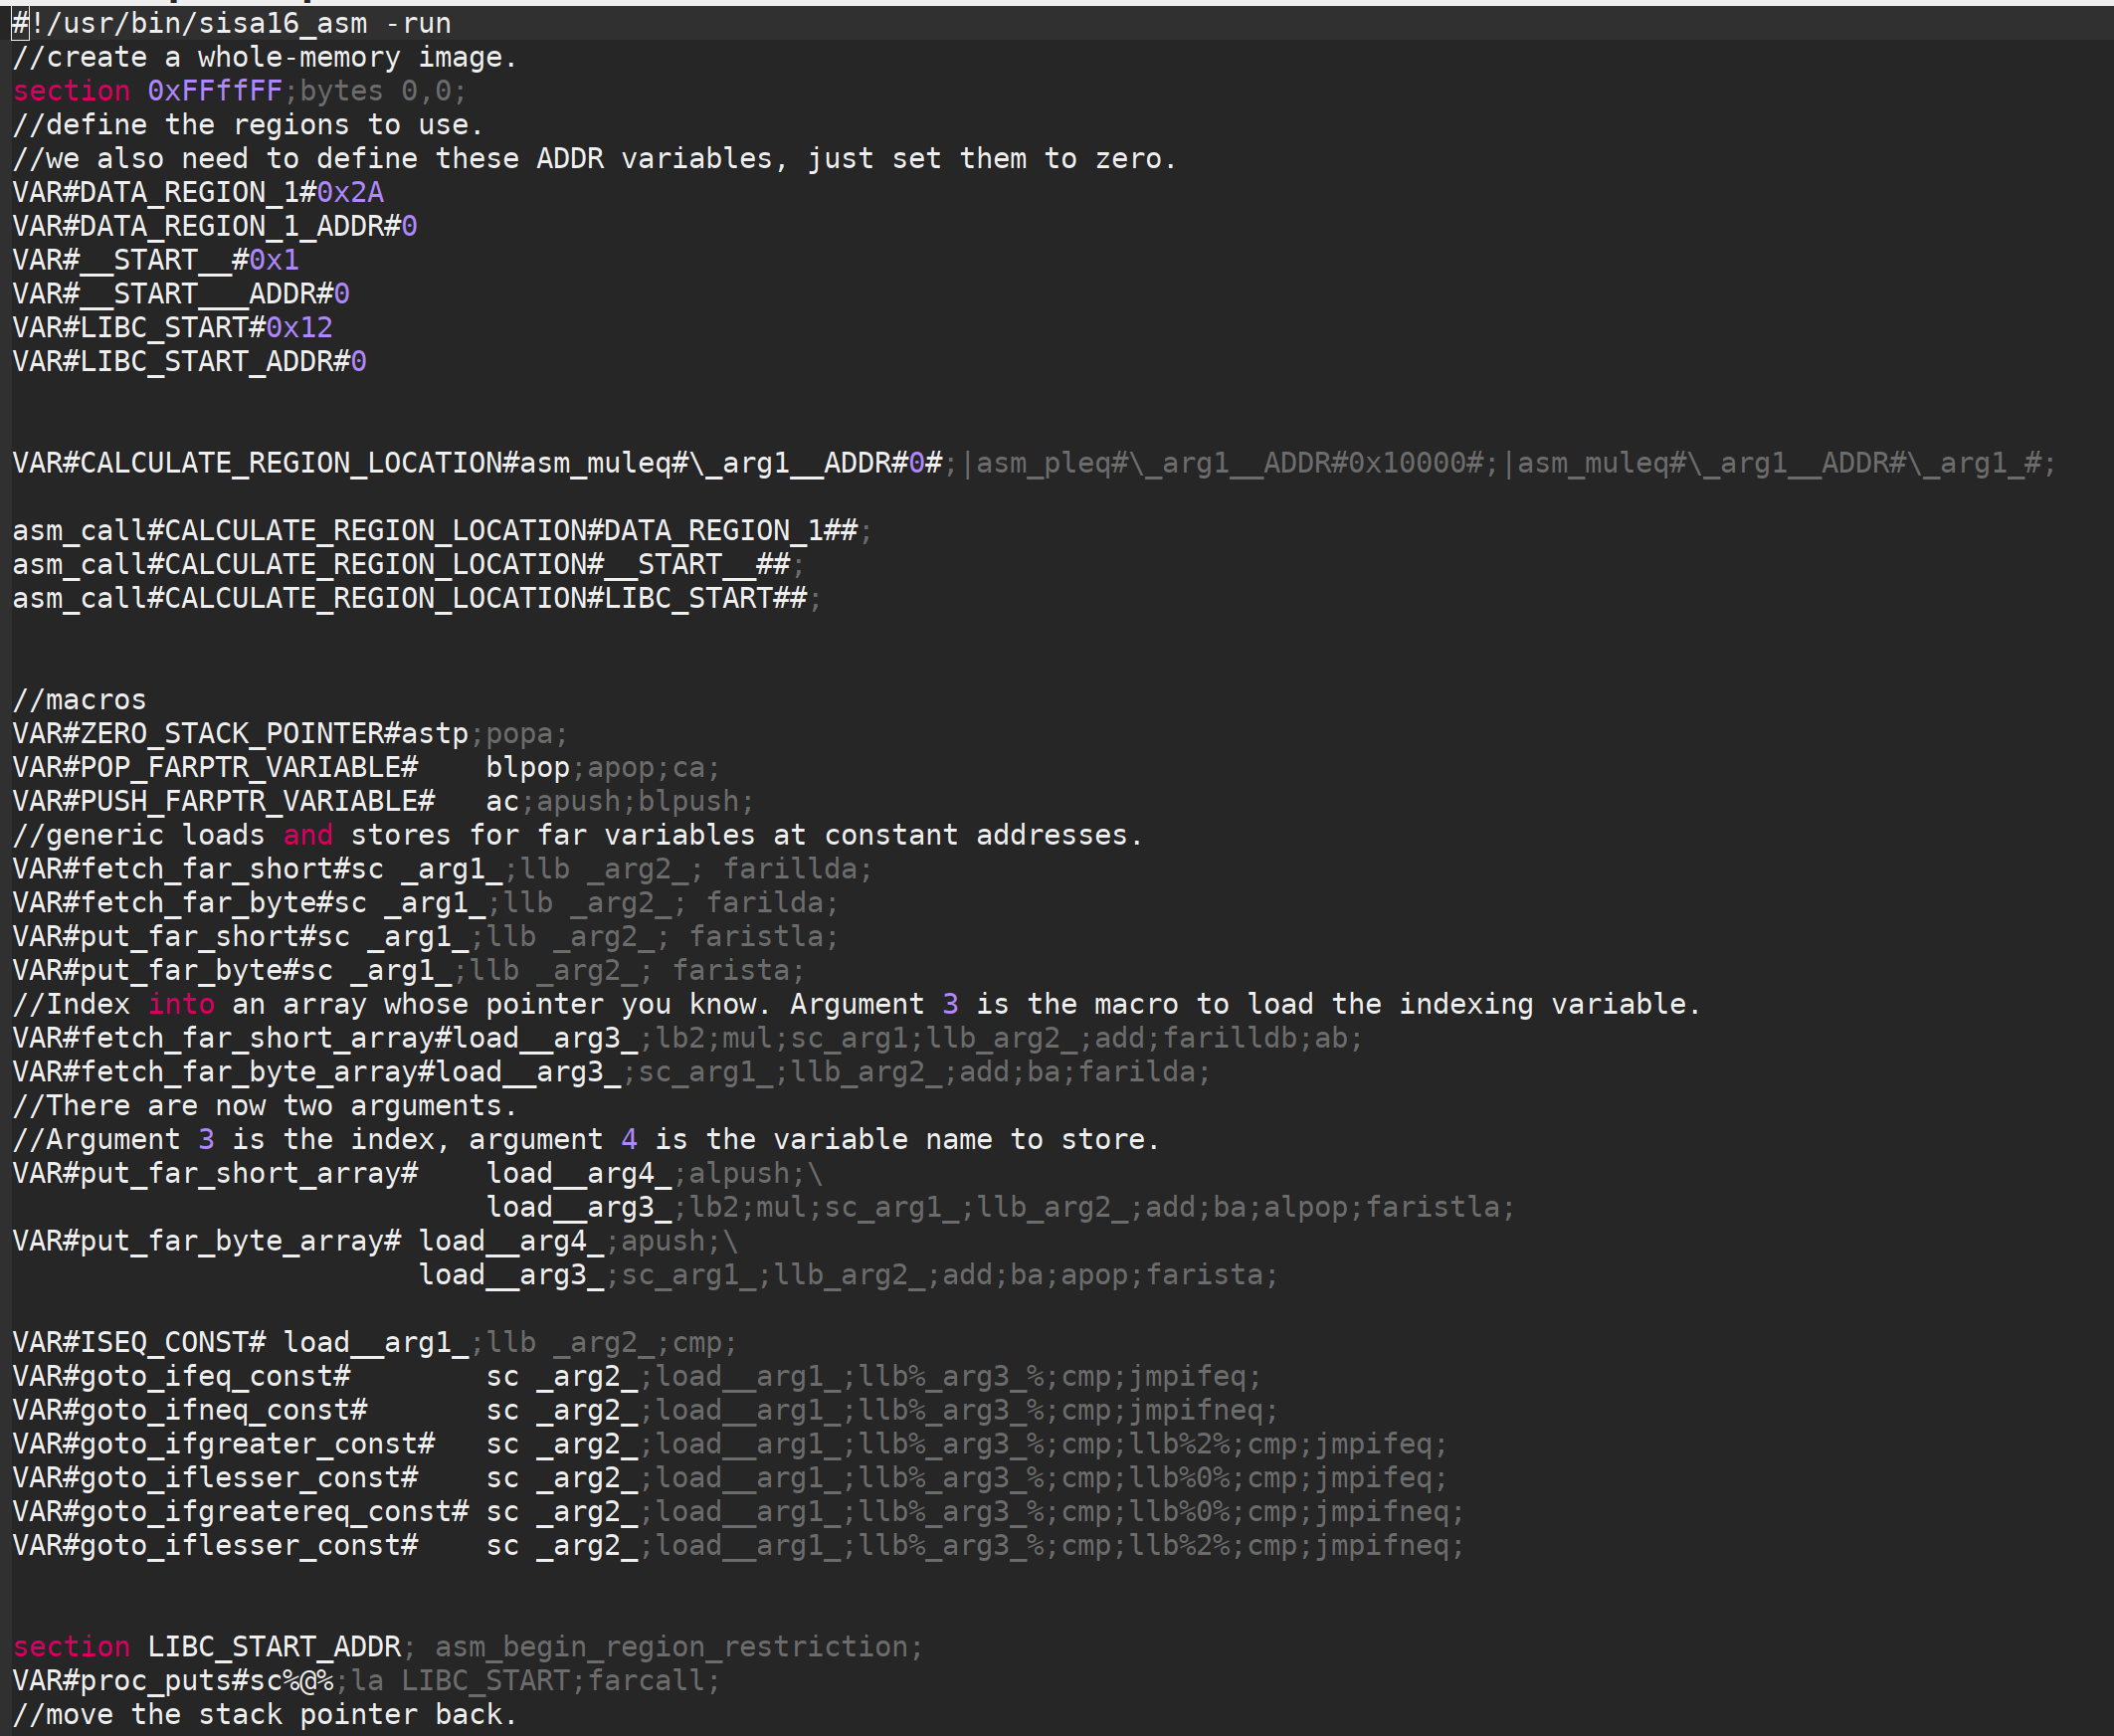 #!/usr/bin/sisa16_asm -run
//create a whole-memory image.
section 0xFFffFF;bytes 0,0;
//define the regions to use.
//we also need to define these ADDR variables, just set them to zero.
VAR#DATA_REGION_1#0x2A
VAR#DATA_REGION_1_ADDR#0
VAR#__START__#0x1
VAR#__START___ADDR#0
VAR#LIBC_START#0x12
VAR#LIBC_START_ADDR#0
VAR#CALCULATE_REGION_LOCATION#asm_muleq#\_arg1__ADDR#0#;|asm_pleq#\_arg1__ADDR#0x10000#;|asm_muleq#\_arg1__ADDR#\_arg1_#;
asm_call#CALCULATE_REGION_LOCATION#DATA_REGION_1##;
asm_call#CALCULATE_REGION_LOCATION#__START__##;
asm_call#CALCULATE_REGION_LOCATION#LIBC_START##;
//macros
VAR#ZERO_STACK_POINTER#astp;popa;
VAR#POP_FARPTR_VARIABLE#    blpop;apop;ca;
VAR#PUSH_FARPTR_VARIABLE#   ac;apush;blpush;
//generic loads and stores for far variables at constant addresses.
VAR#fetch_far_short#sc _arg1_;llb _arg2_; farillda;
VAR#fetch_far_byte#sc _arg1_;llb _arg2_; farilda;
VAR#put_far_short#sc _arg1_;llb _arg2_; faristla;
VAR#put_far_byte#sc _arg1_;llb _arg2_; farista;
//Index into an array whose pointer you know. Argument 3 is the macro to load the indexing variable.
VAR#fetch_far_short_array#load__arg3_;lb2;mul;sc_arg1;llb_arg2_;add;farilldb;ab;
VAR#fetch_far_byte_array#load__arg3_;sc_arg1_;llb_arg2_;add;ba;farilda;
//There are now two arguments.
//Argument 3 is the index, argument 4 is the variable name to store.
VAR#put_far_short_array#    load__arg4_;alpush;\
                            load__arg3_;lb2;mul;sc_arg1_;llb_arg2_;add;ba;alpop;faristla;
VAR#put_far_byte_array# load__arg4_;apush;\
                        load__arg3_;sc_arg1_;llb_arg2_;add;ba;apop;farista;
VAR#ISEQ_CONST# load__arg1_;llb _arg2_;cmp;
VAR#goto_ifeq_const#        sc _arg2_;load__arg1_;llb%_arg3_%;cmp;jmpifeq;
VAR#goto_ifneq_const#       sc _arg2_;load__arg1_;llb%_arg3_%;cmp;jmpifneq;
VAR#goto_ifgreater_const#   sc _arg2_;load__arg1_;llb%_arg3_%;cmp;llb%2%;cmp;jmpifeq;
VAR#goto_iflesser_const#    sc _arg2_;load__arg1_;llb%_arg3_%;cmp;llb%0%;cmp;jmpifeq;
VAR#goto_ifgreatereq_const# sc _arg2_;load__arg1_;llb%_arg3_%;cmp;llb%0%;cmp;jmpifneq;
VAR#goto_iflesser_const#    sc _arg2_;load__arg1_;llb%_arg3_%;cmp;llb%2%;cmp;jmpifneq;
section LIBC_START_ADDR; asm_begin_region_restriction;
VAR#proc_puts#sc%@%;la LIBC_START;farcall;
//move the stack pointer back.